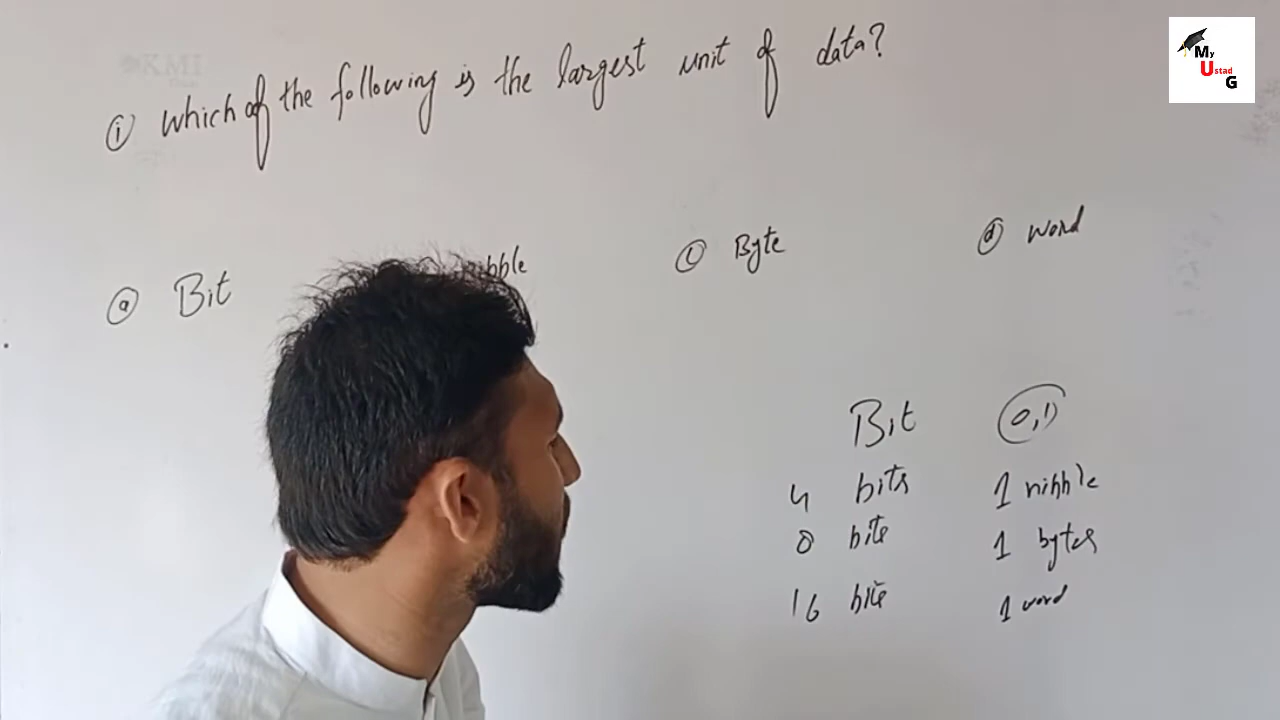 My
Ustad
G
KMI
① Which of the following is the largest unit of data?
ⓐ Bit bble ⓒ Byte ⓓ word
Bit 0,1
4 bits 1 nibble
8 bits 1 bytes
16 bits 1 word